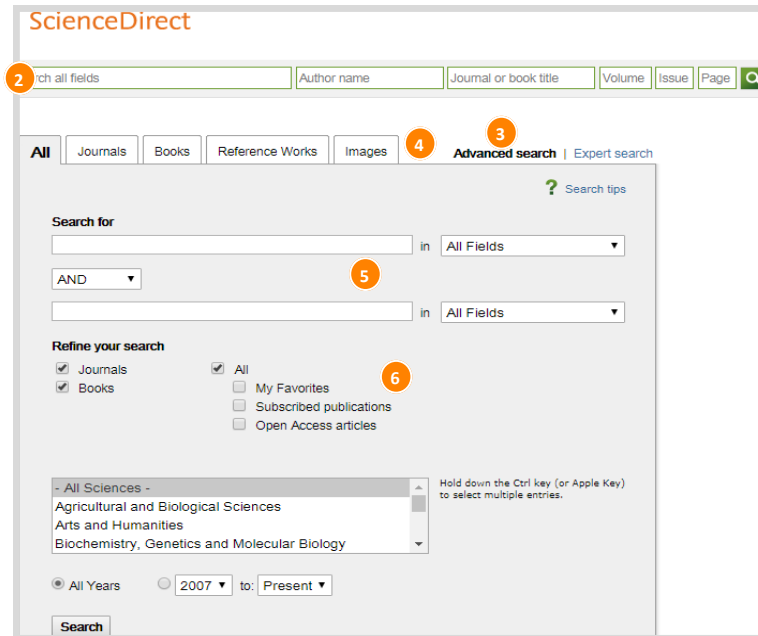 ScienceDirect
2 rch all fields Author name Journal or book title Volume Issue Page
3
All Journals Books Reference Works Images 4 Advanced search | Expert search
? Search tips
Search for
in All Fields
AND 5
in All Fields
Refine your search
Journals All 6
Books My Favorites
Subscribed publications
Open Access articles
- All Sciences - Hold down the Ctrl key (or Apple Key)
Agricultural and Biological Sciences to select multiple entries.
Arts and Humanities
Biochemistry, Genetics and Molecular Biology
All Years 2007 to: Present
Search